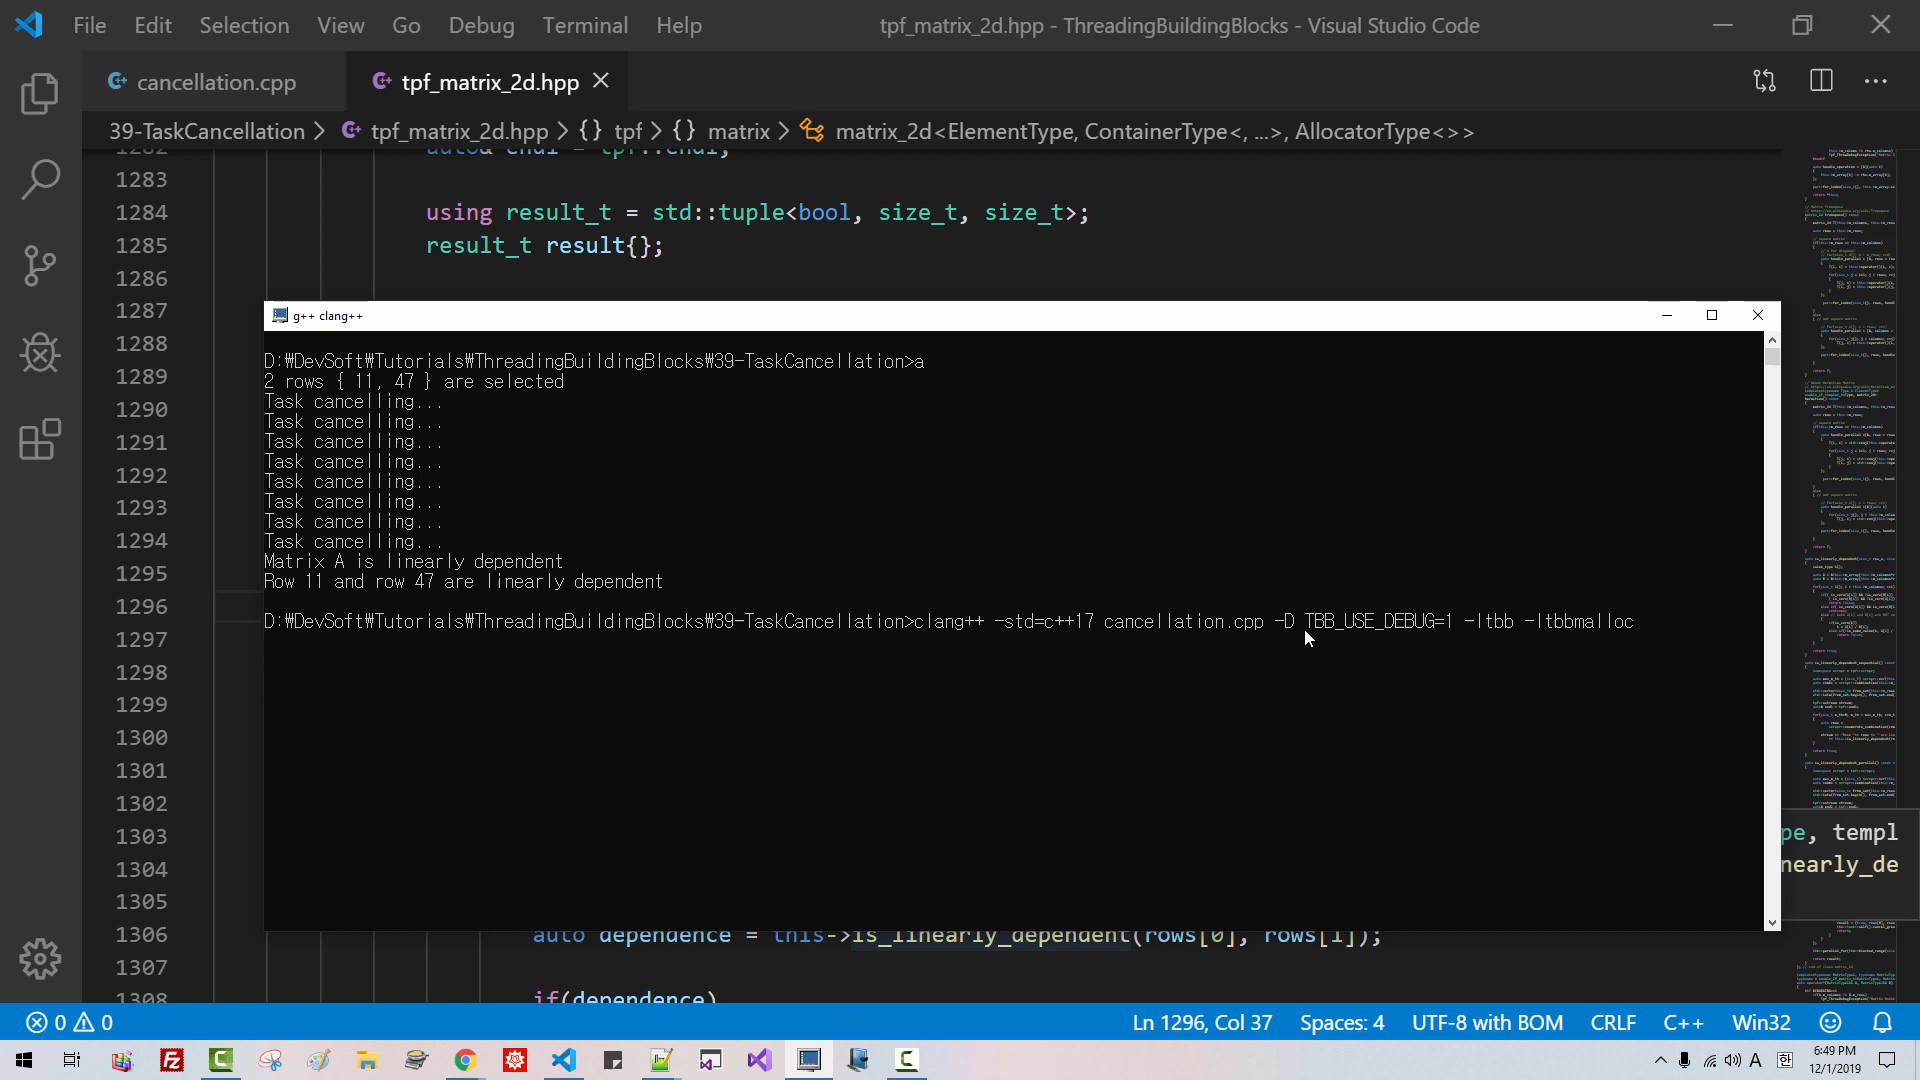 File Edit Selection View Go Debug Terminal Help
tpf_matrix_2d.hpp - ThreadingBuildingBlocks - Visual Studio Code
cancellation.cpp
tpf_matrix_2d.hpp
39-TaskCancellation > tpf_matrix_2d.hpp > {} tpf > {} matrix > matrix_2d<ElementType, ContainerType<, ...>, AllocatorType<>>
1283
1284 using result_t = std::tuple<bool, size_t, size_t>;
1285 result_t result{};
1286
1287
1288
1289
1290
1291
1292
1293
1294
1295
1296
1297
1298
1299
1300
1301
1302
1303
1304
1305
1306 auto dependence = this->is_linearly_dependent(rows[0], rows[1]);
1307
1308 if(dependence)
g++ clang++
D:₩DevSoft₩Tutorials₩ThreadingBuildingBlocks₩39-TaskCancellation>a
2 rows { 11, 47 } are selected
Task cancelling...
Task cancelling...
Task cancelling...
Task cancelling...
Task cancelling...
Task cancelling...
Task cancelling...
Task cancelling...
Matrix A is linearly dependent
Row 11 and row 47 are linearly dependent
D:₩DevSoft₩Tutorials₩ThreadingBuildingBlocks₩39-TaskCancellation>clang++ -std=c++17 cancellation.cpp -D TBB_USE_DEBUG=1 -ltbb -ltbbmalloc
pe, templ
nearly_de
0 0
Ln 1296, Col 37 Spaces: 4 UTF-8 with BOM CRLF C++ Win32
A 한 6:49 PM
12/1/2019